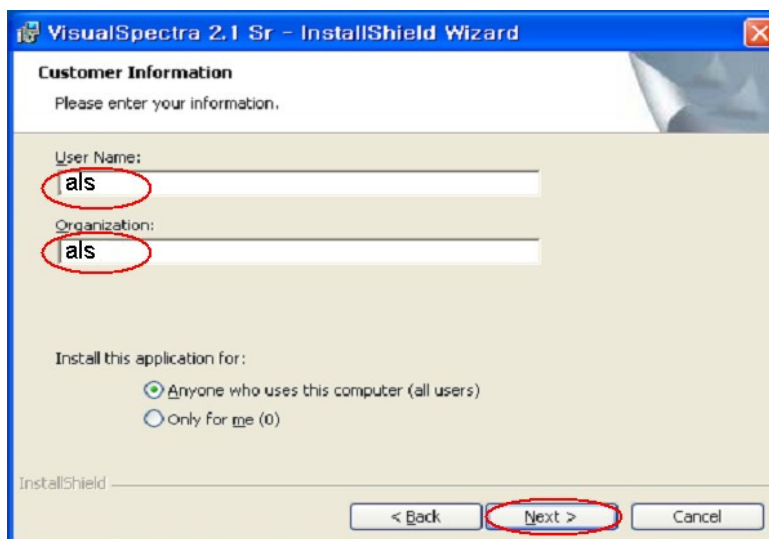 VisualSpectra 2.1 Sr - InstallShield Wizard
Customer Information
Please enter your information.
User Name:
als
Organization:
als
Install this application for:
Anyone who uses this computer (all users)
Only for me (0)
InstallShield
< Back Next > Cancel